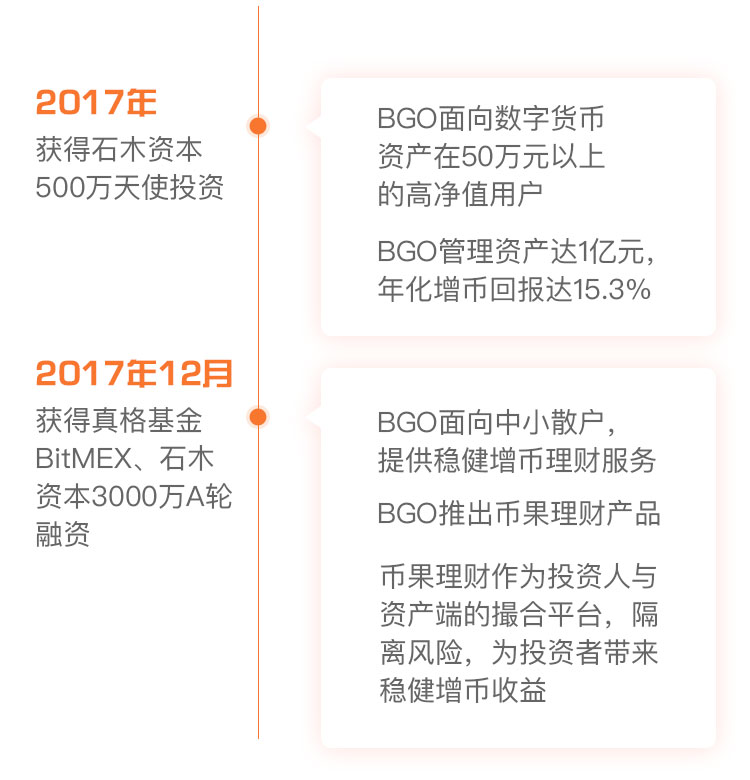 2017年
获得石木资本
500万天使投资
BGO面向数字货币
资产在50万元以上
的高净值用户
BGO管理资产达1亿元，
年化增币回报达15.3%
2017年12月
获得真格基金
BitMEX、石木
资本3000万A轮
融资
BGO面向中小散户，
提供稳健增币理财服务
BGO推出币果理财产品
币果理财作为投资人与
资产端的撮合平台，隔
离风险，为投资者带来
稳健增币收益